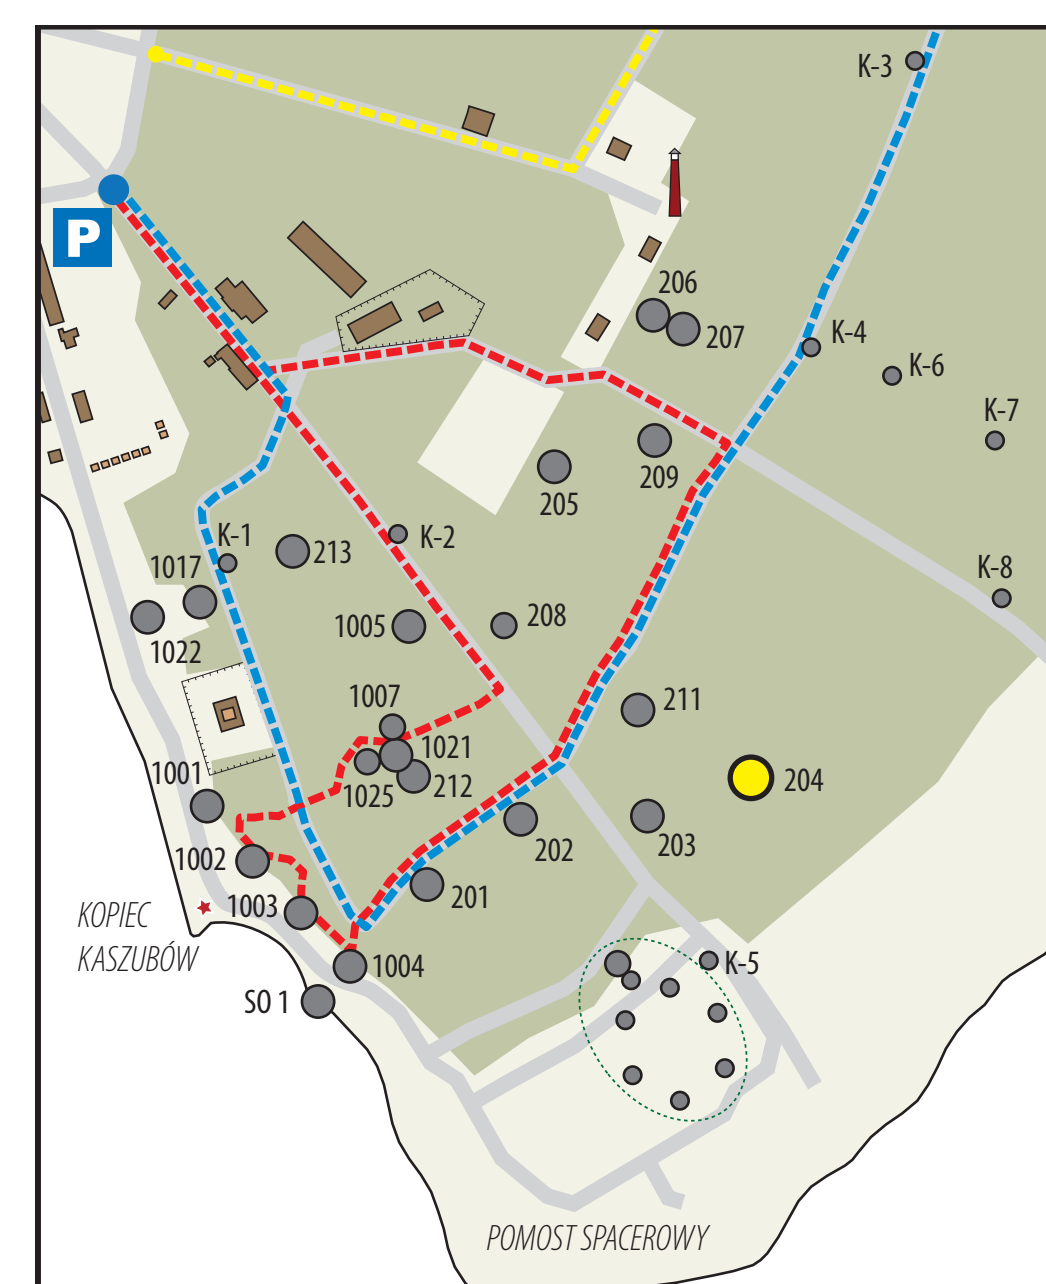 K-3
P
206
207
K-4
K-6
K-7
209
205
K-1
K-2
213
1017
K-8
1005
208
1022
1007
211
1021
1001
1025
212
204
1002
202
203
201
1003
KOPIEC
KASZUBÓW
1004
K-5
SO 1
POMOST SPACEROWY